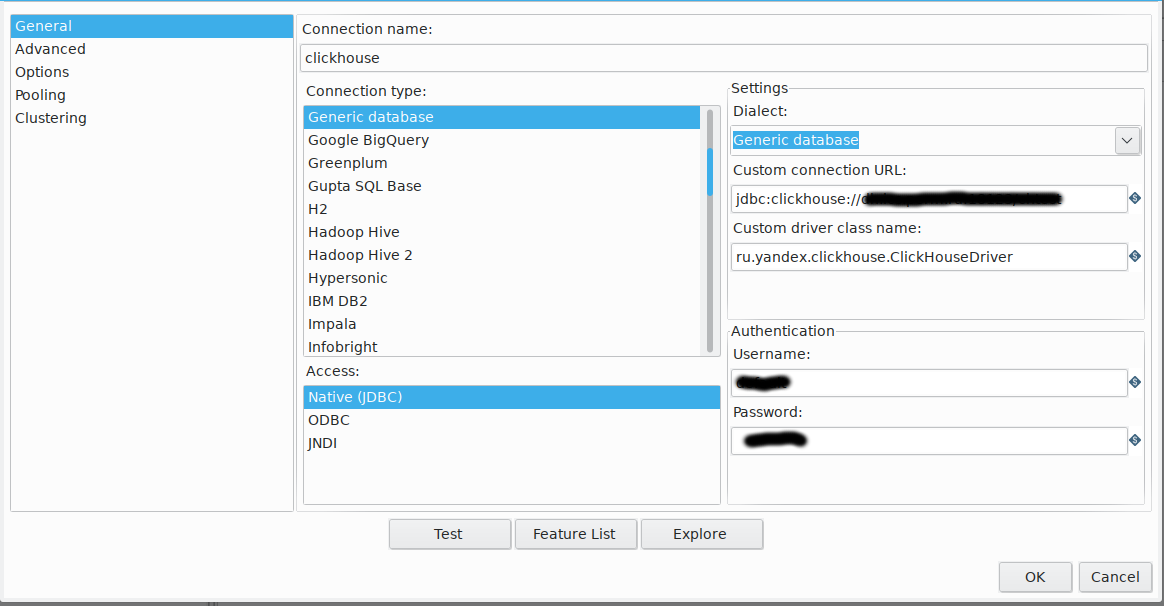 General
Advanced
Options
Pooling
Clustering
Connection name:
clickhouse
Connection type:
Generic database
Google BigQuery
Greenplum
Gupta SQL Base
H2
Hadoop Hive
Hadoop Hive 2
Hypersonic
IBM DB2
Impala
Infobright
Access:
Native (JDBC)
ODBC
JNDI
Settings
Dialect:
Generic database
Custom connection URL:
jdbc:clickhouse://
Custom driver class name:
ru.yandex.clickhouse.ClickHouseDriver
Authentication
Username:
Password:
Test
Feature List
Explore
OK
Cancel